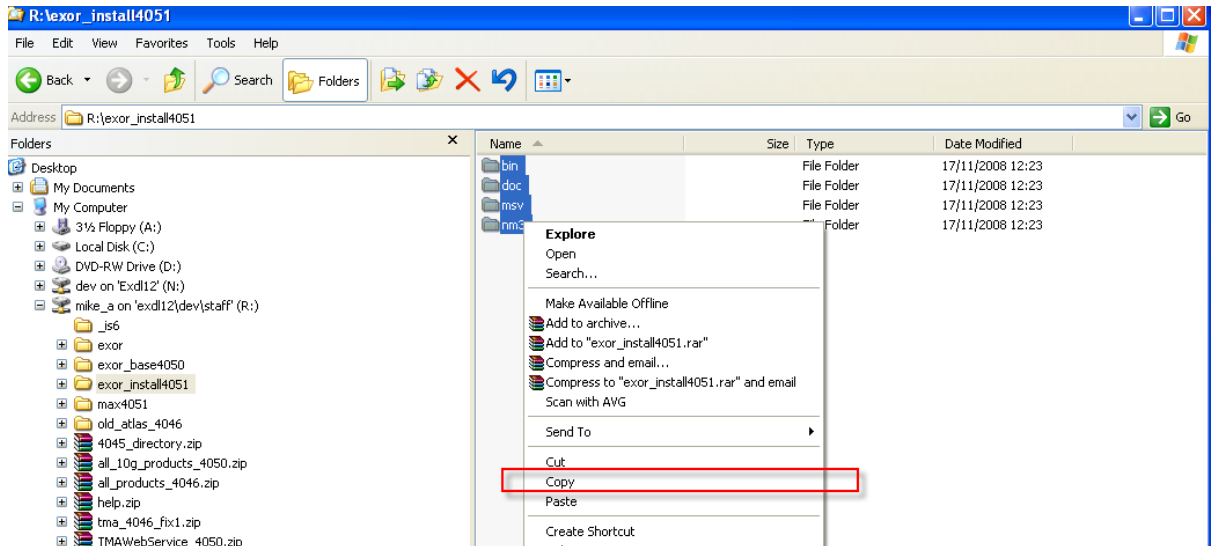 R:\exor_install4051
File Edit View Favorites Tools Help
Back Search Folders
Address R:\exor_install4051 Go
Folders x Name Size Type Date Modified
Desktop
My Documents
My Computer
3½ Floppy (A:)
Local Disk (C:)
DVD-RW Drive (D:)
dev on 'Exdl12' (N:)
mike_a on 'exdl12\dev\staff' (R:)
_is6
exor
exor_base4050
exor_install4051
max4051
old_atlas_4046
4045_directory.zip
all_10g_products_4050.zip
all_products_4046.zip
help.zip
tma_4046_fix1.zip
TMAWebService_4050.zip
bin File Folder 17/11/2008 12:23
doc File Folder 17/11/2008 12:23
msv File Folder 17/11/2008 12:23
nm3 Folder 17/11/2008 12:23
Explore
Open
Search...
Make Available Offline
Add to archive...
Add to "exor_install4051.rar"
Compress and email...
Compress to "exor_install4051.rar" and email
Scan with AVG
Send To
Cut
Copy
Paste
Create Shortcut